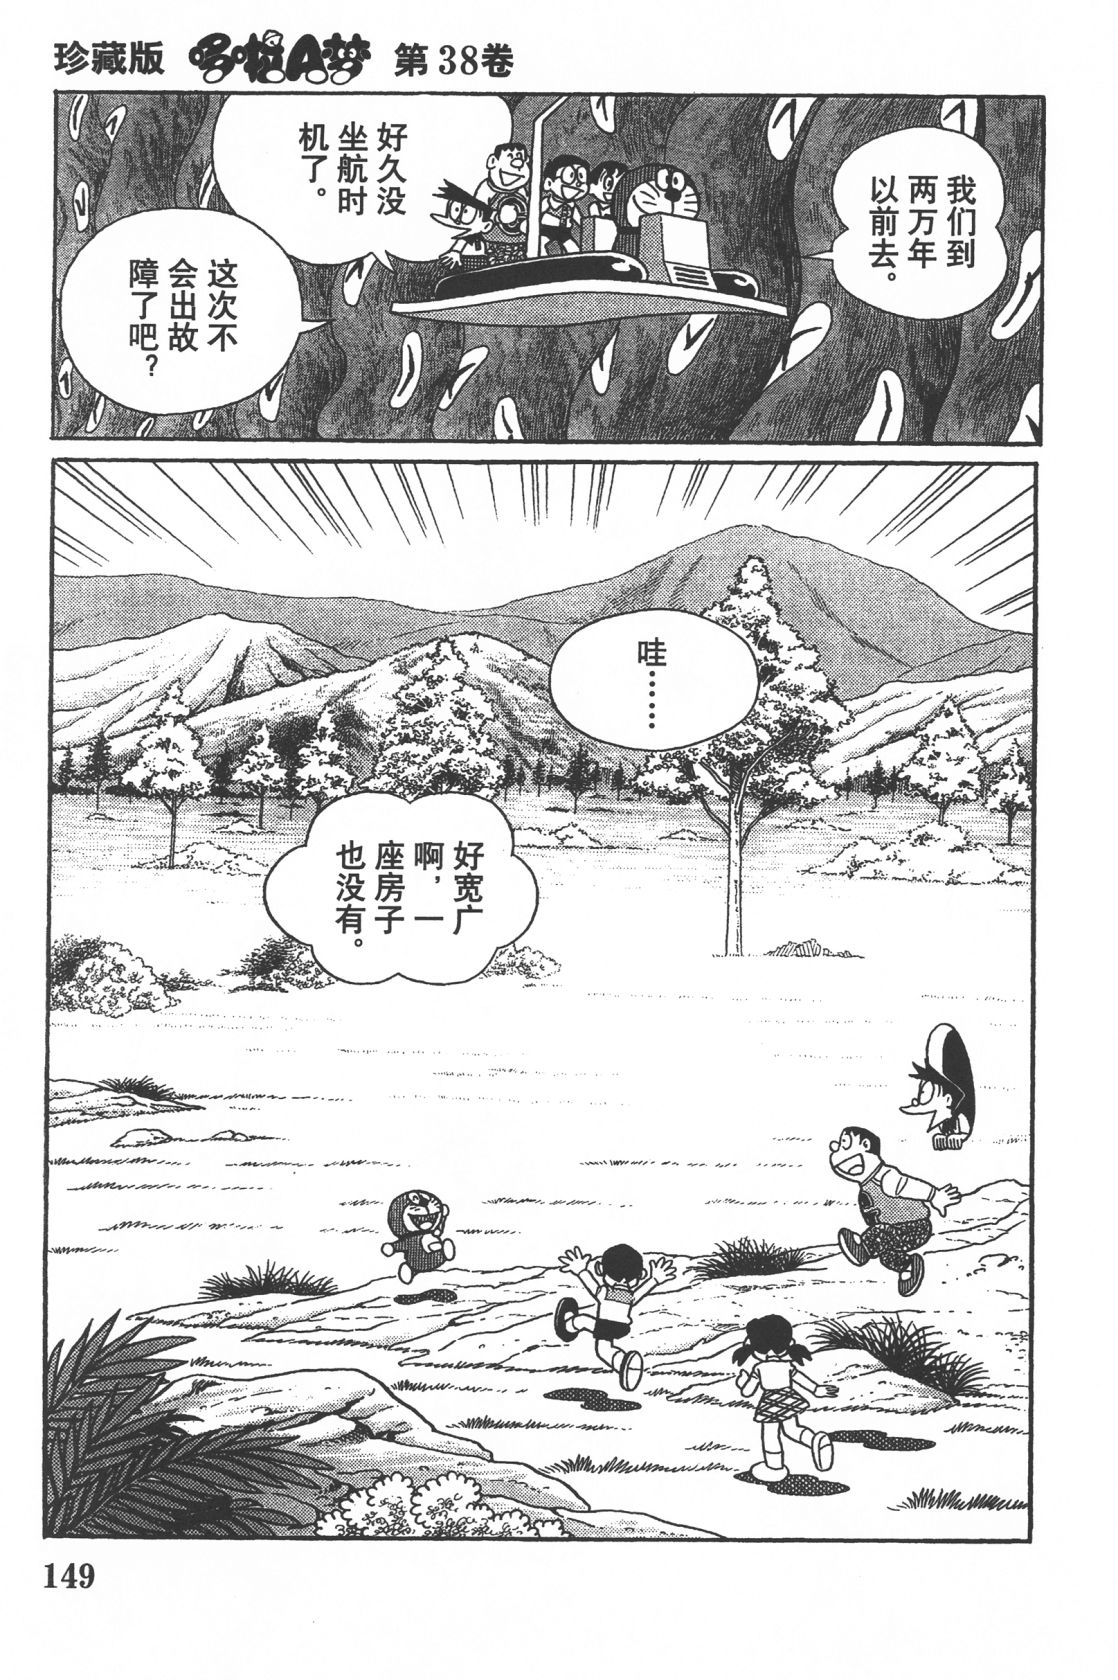 珍藏版 哆啦A梦 第38卷
我们到
两万年
以前去。
好久没
坐航时
机了。
这次不
会出故
障了吧？
哇……
好宽广
啊，一
座房子
也没有。
149